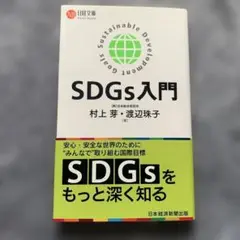 日経文庫
Sustainable Development Goals
SDGs入門
村上 芽・渡辺珠子
[著]
安心・安全な世界のために
“みんなで”取り組む国際目標
SDGsを
もっと深く知る
日本経済新聞出版